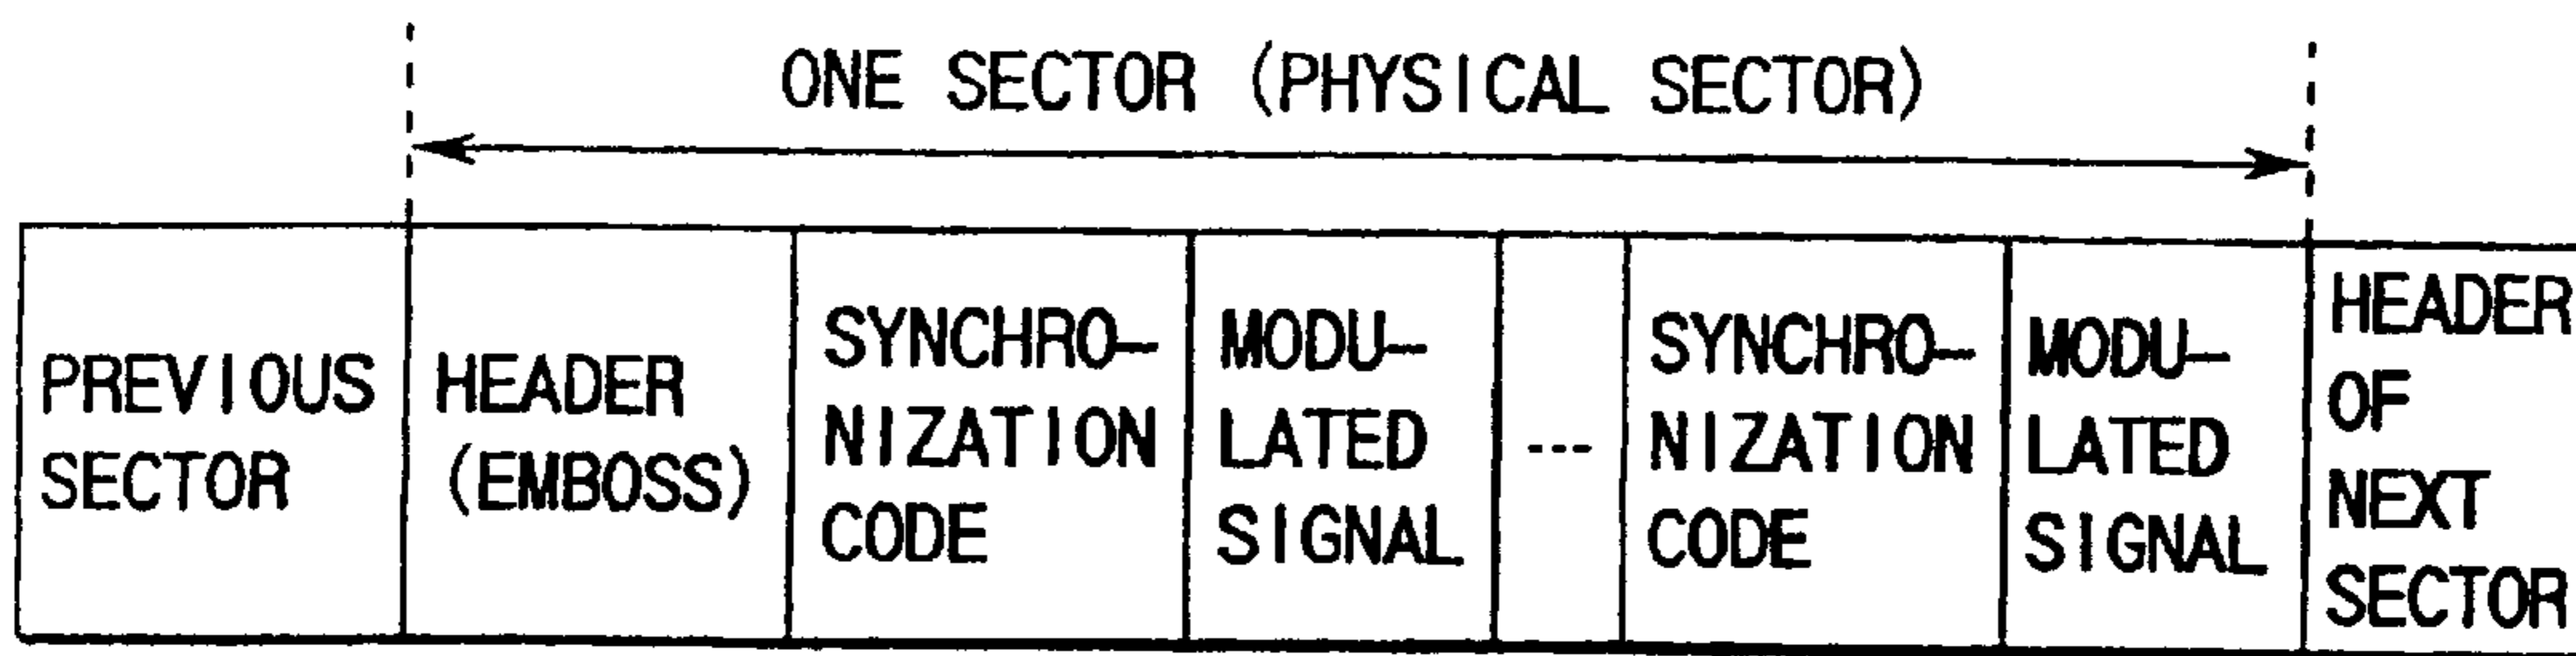 ONE SECTOR (PHYSICAL SECTOR)
PREVIOUS
SECTOR
HEADER
(EMBOSS)
SYNCHRO-
NIZATION
CODE
MODU-
LATED
SIGNAL
---
SYNCHRO-
NIZATION
CODE
MODU-
LATED
SIGNAL
HEADER
OF
NEXT
SECTOR